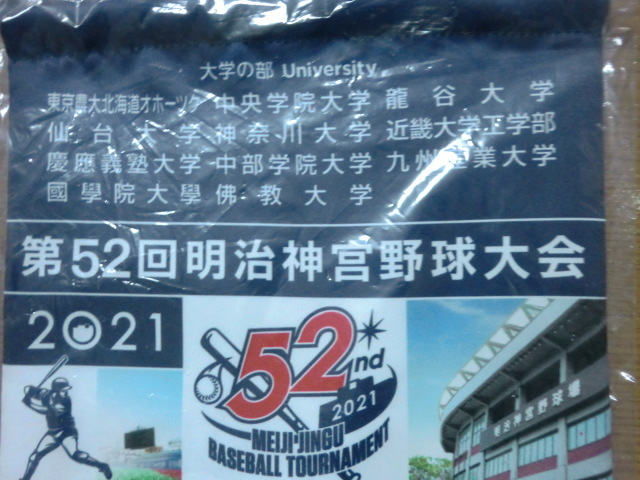 大学の部 University
東京農大北海道オホーツク 中央学院大学 龍谷大学
仙台大学 神奈川大学 近畿大学工学部
慶應義塾大学 中部学院大学 九州産業大学
國學院大學 佛教大学
第52回明治神宮野球大会
2021
52nd
2021
MEIJI JINGU
BASEBALL TOURNAMENT
明治神宮野球場